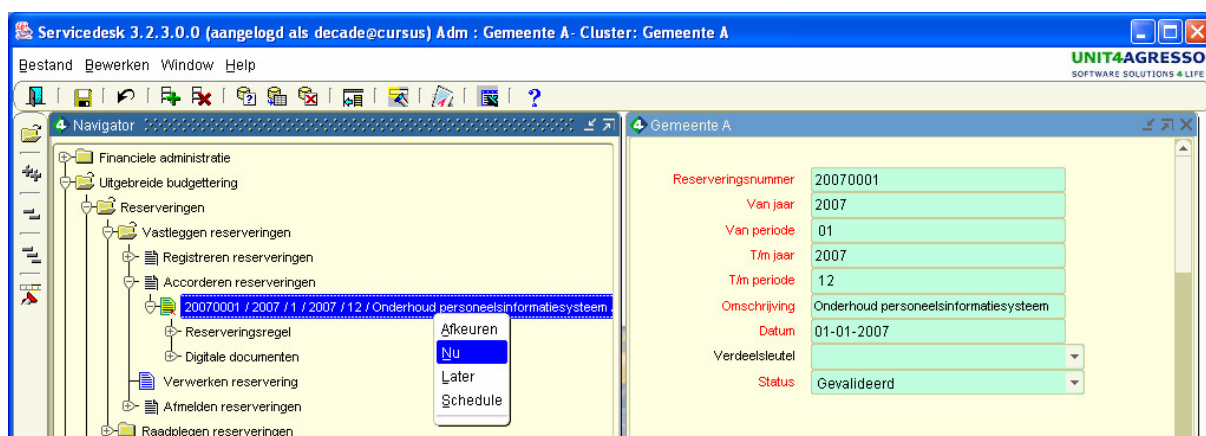 Servicedesk 3.2.3.0.0 (aangelogd als decade@cursus) Adm : Gemeente A- Cluster: Gemeente A
Bestand Bewerken Window Help
UNIT4AGRESSO
SOFTWARE SOLUTIONS 4 LIFE
Navigator
Financiele administratie
Uitgebreide budgettering
Reserveringen
Vastleggen reserveringen
Registreren reserveringen
Accorderen reserveringen
20070001 / 2007 / 1 / 2007 / 12 / Onderhoud personeelsinformatiesysteem
Reserveringsregel
Digitale documenten
Verwerken reservering
Afmelden reserveringen
Raadplegen reserveringen
Afkeuren
Nu
Later
Schedule
Gemeente A
Reserveringsnummer 20070001
Van jaar 2007
Van periode 01
T/m jaar 2007
T/m periode 12
Omschrijving Onderhoud personeelsinformatiesysteem
Datum 01-01-2007
Verdeelsleutel
Status Gevalideerd